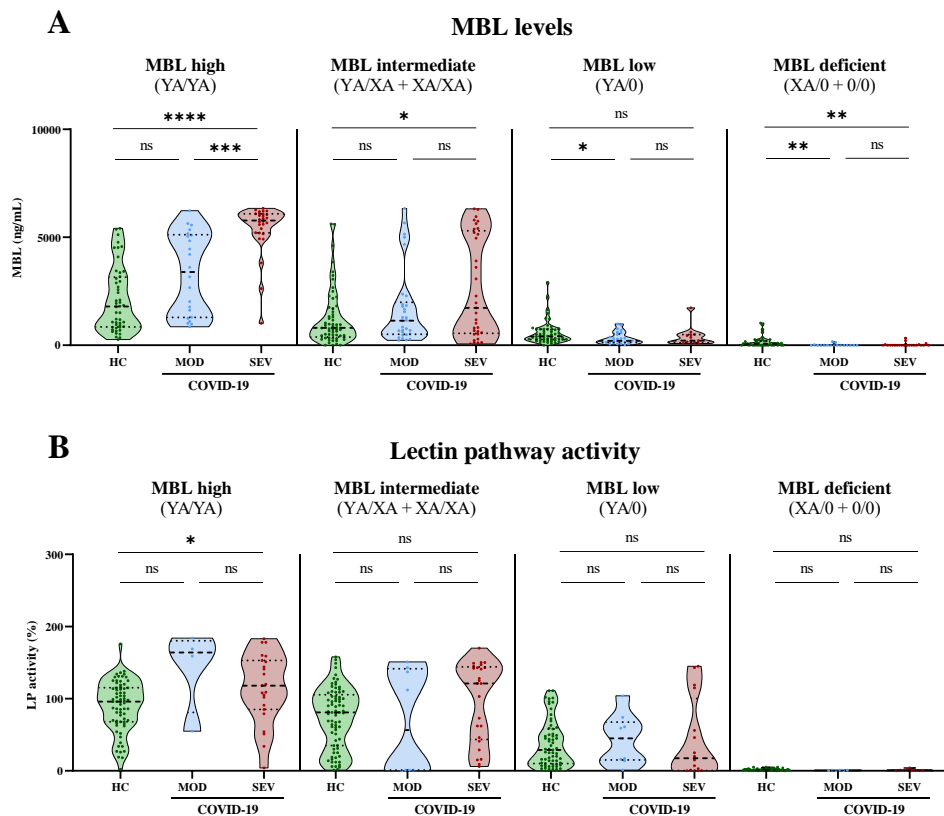 A
MBL levels
MBL high
(YA/YA)
MBL intermediate
(YA/XA + XA/XA)
MBL low
(YA/0)
MBL deficient
(XA/0 + 0/0)
**** * ns **
ns *** ns ns * ns ** ns
10000
5000
0
MBL (ng/mL)
HC MOD SEV HC MOD SEV HC MOD SEV HC MOD SEV
COVID-19 COVID-19 COVID-19 COVID-19
B
Lectin pathway activity
MBL high
(YA/YA)
MBL intermediate
(YA/XA + XA/XA)
MBL low
(YA/0)
MBL deficient
(XA/0 + 0/0)
* ns ns ns
ns ns ns ns ns ns ns ns
300
200
100
0
LP activity (%)
HC MOD SEV HC MOD SEV HC MOD SEV HC MOD SEV
COVID-19 COVID-19 COVID-19 COVID-19